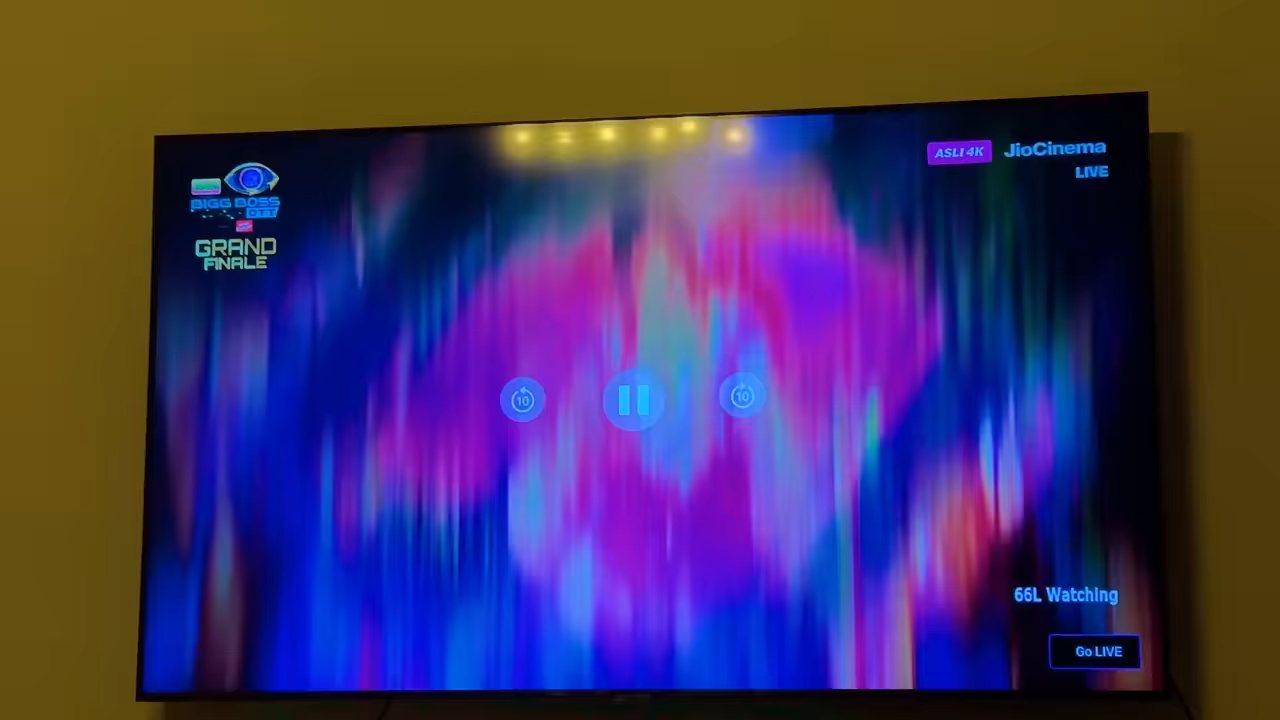 ASLI 4K JioCinema
LIVE
BIGG BOSS
OTT
GRAND
FINALE
10
10
66L Watching
Go LIVE